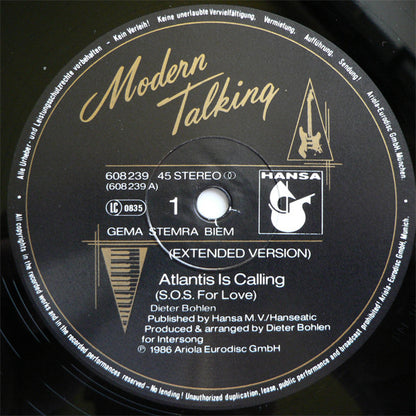 Modern
Talking
608 239 45 STEREO
(608 239 A)
HANSA
LC 0835
1
GEMA STEMRA BIEM
(EXTENDED VERSION)
Atlantis Is Calling
(S.O.S. For Love)
Dieter Bohlen
Published by Hansa M. V./Hanseatic
Produced & arranged by Dieter Bohlen
for Intersong
℗ 1986 Ariola Eurodisc GmbH
Alle Urheber- und Leistungsschutzrechte vorbehalten - Kein Verleih! Keine unerlaubte Vervielfältigung, Vermietung, Aufführung, Sendung! Ariola-Eurodisc GmbH, München.
All copyrights in the recorded works and in the recorded performances reserved - No lending! Unauthorized duplication, lease, public performance and broadcast prohibited! Ariola-Eurodisc GmbH, Munich.